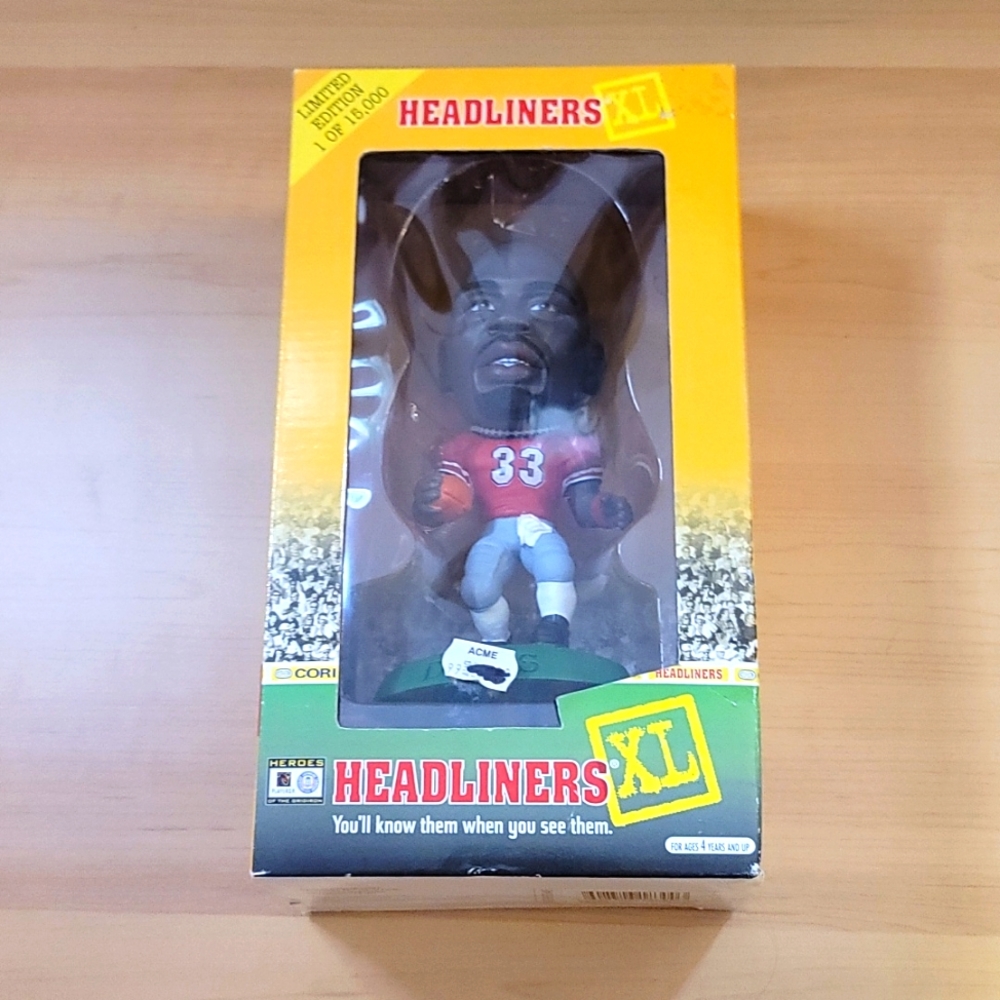 LIMITED
EDITION
1 OF 15,000
HEADLINERS XL
33
ACME
CORI
HEADLINERS
HEROES
OF THE GRIDIRON
HEADLINERS® XL
You'll know them when you see them.
FOR AGES 4 YEARS AND UP